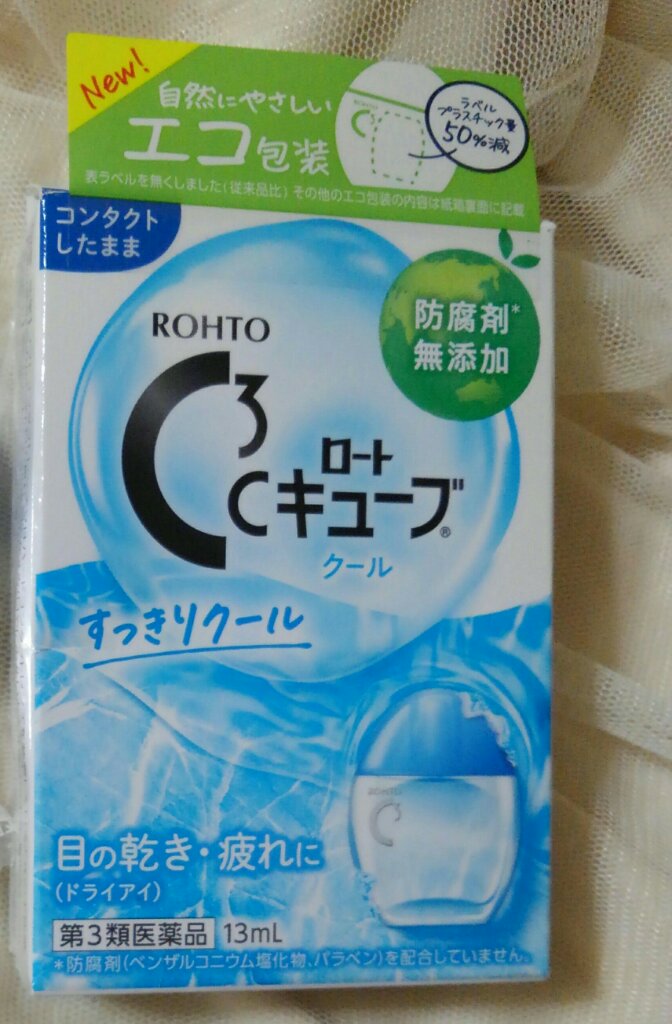 New!
自然にやさしい
エコ包装
ROHTO
C3
ラベル
プラスチック量
50%減
表ラベルを無くしました(従来品比) その他のエコ包装の内容は紙箱裏面に記載
コンタクト
したまま
防腐剤*
無添加
ROHTO
C3
ロート
Cキューブ®
クール
すっきりクール
ROHTO
C3
目の乾き・疲れに
(ドライアイ)
第3類医薬品 13mL
*防腐剤(ベンザルコニウム塩化物、パラベン)を配合していません。